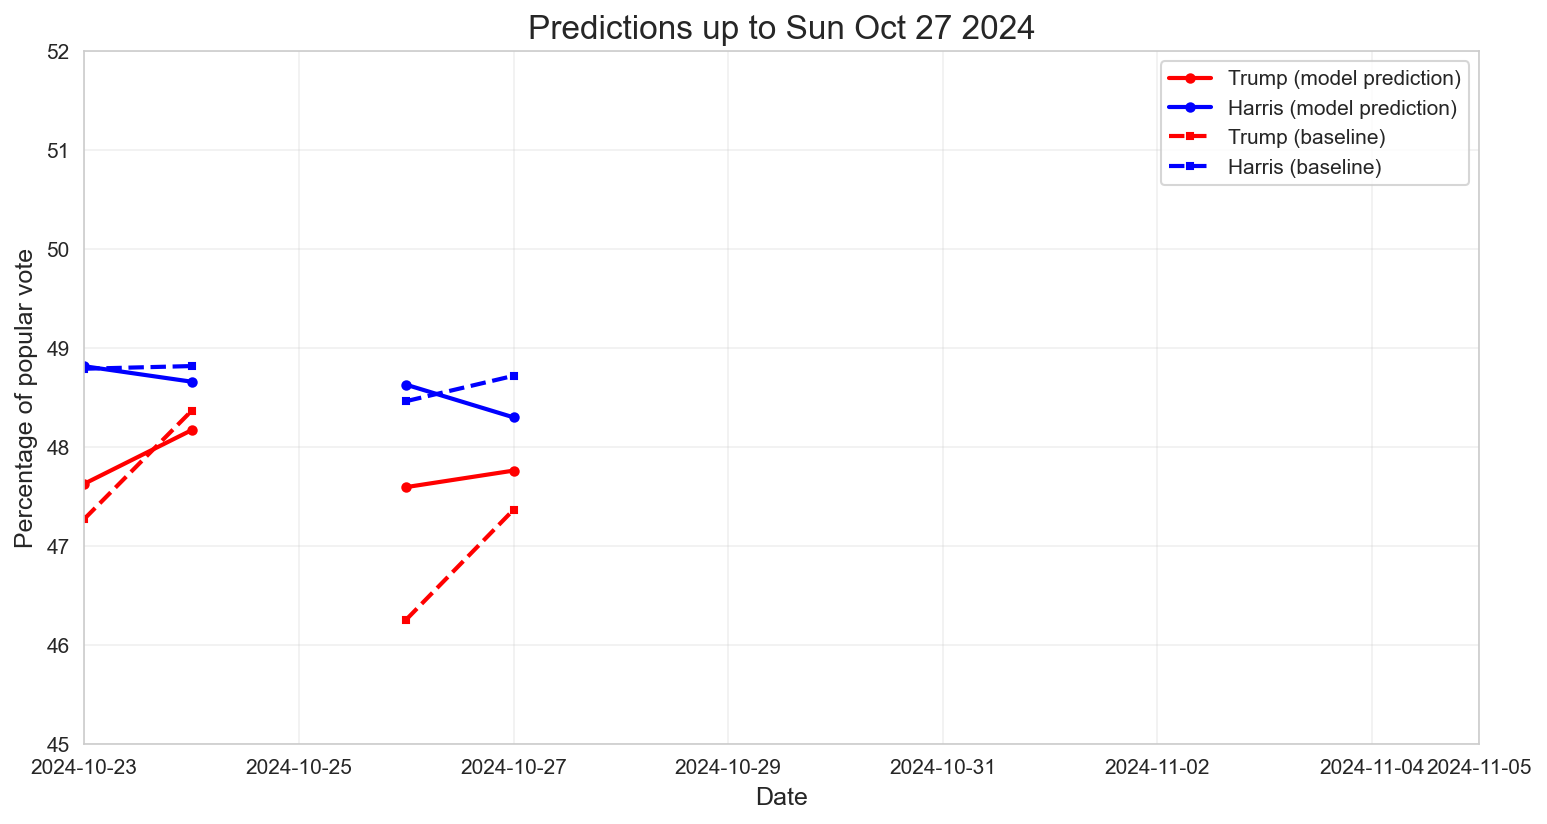 Predictions up to Sun Oct 27 2024
52
51
50
49
48
47
46
45
Percentage of popular vote
Trump (model prediction)
Harris (model prediction)
Trump (baseline)
Harris (baseline)
2024-10-23 2024-10-25 2024-10-27 2024-10-29 2024-10-31 2024-11-02 2024-11-04 2024-11-05
Date